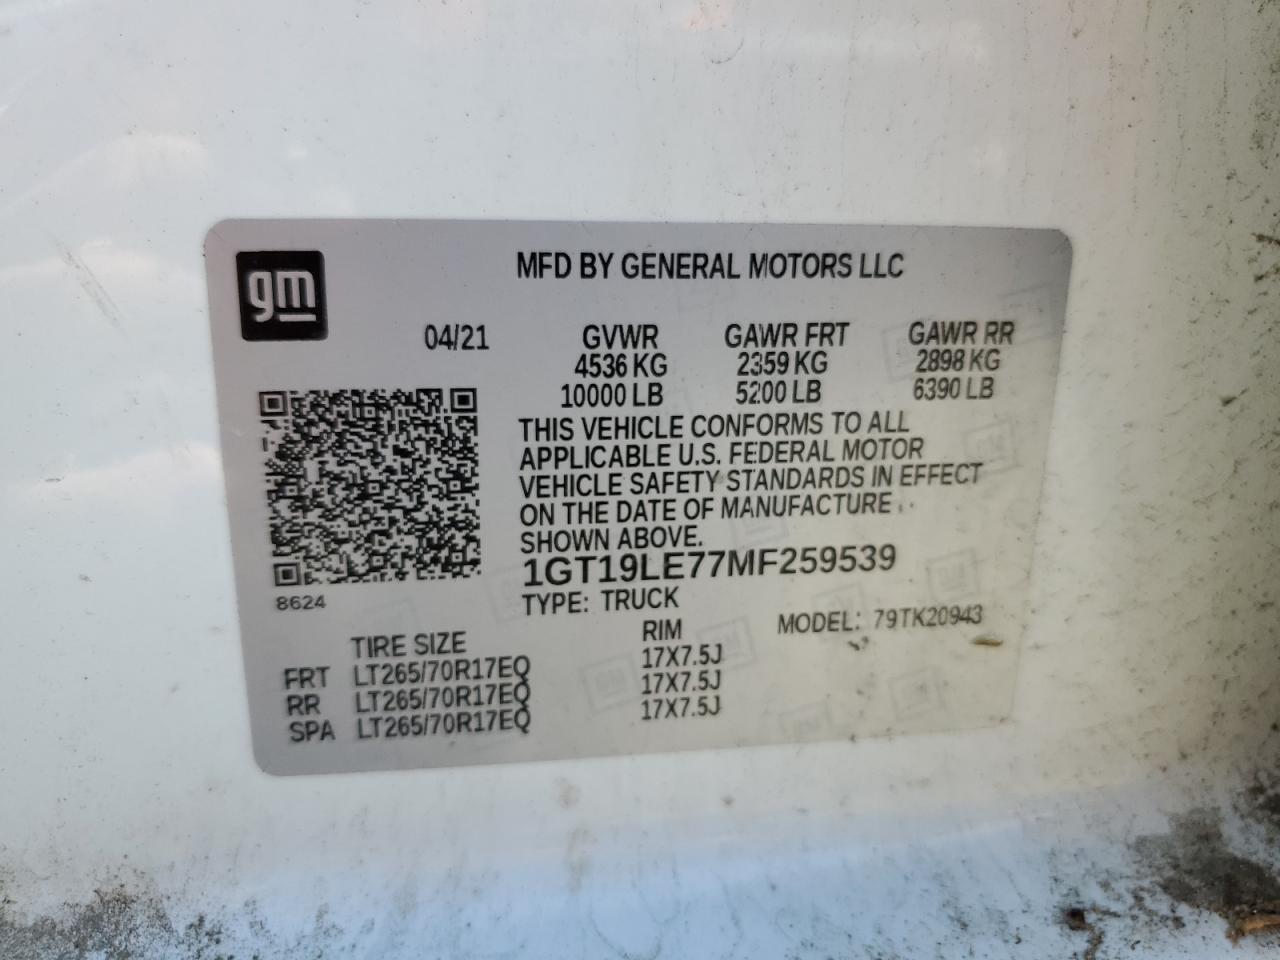 gm
MFD BY GENERAL MOTORS LLC
04/21 GVWR GAWR FRT GAWR RR
4536 KG 2359 KG 2898 KG
10000 LB 5200 LB 6390 LB
THIS VEHICLE CONFORMS TO ALL
APPLICABLE U.S. FEDERAL MOTOR
VEHICLE SAFETY STANDARDS IN EFFECT
ON THE DATE OF MANUFACTURE
SHOWN ABOVE.
1GT19LE77MF259539
8624
TYPE: TRUCK MODEL: 79TK20943
TIRE SIZE RIM
FRT LT265/70R17EQ 17X7.5J
RR LT265/70R17EQ 17X7.5J
SPA LT265/70R17EQ 17X7.5J